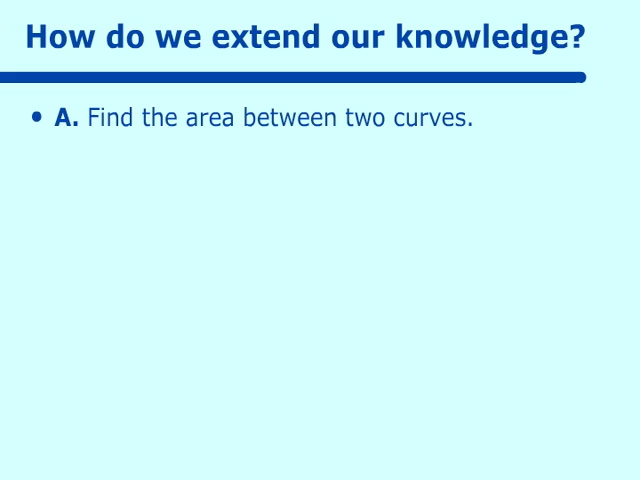 How do we extend our knowledge?
• A. Find the area between two curves.